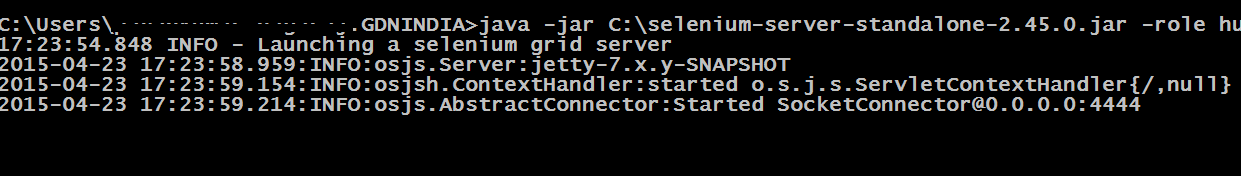 C:\Users\ .GDNINDIA>java -jar C:\selenium-server-standalone-2.45.0.jar -role hu
17:23:54.848 INFO - Launching a selenium grid server
2015-04-23 17:23:58.959:INFO:osjs.Server:jetty-7.x.y-SNAPSHOT
2015-04-23 17:23:59.154:INFO:osjsh.ContextHandler:started o.s.j.s.ServletContextHandler{/,null}
2015-04-23 17:23:59.214:INFO:osjs.AbstractConnector:Started SocketConnector@0.0.0.0:4444